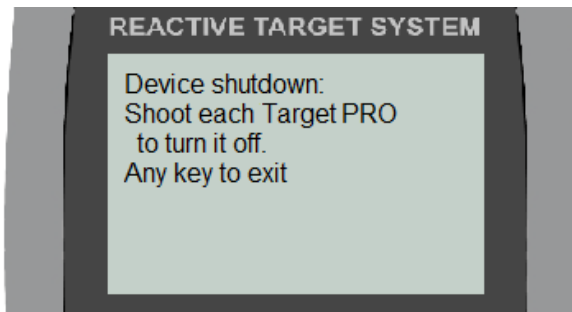 REACTIVE TARGET SYSTEM
Device shutdown:
Shoot each Target PRO
to turn it off.
Any key to exit